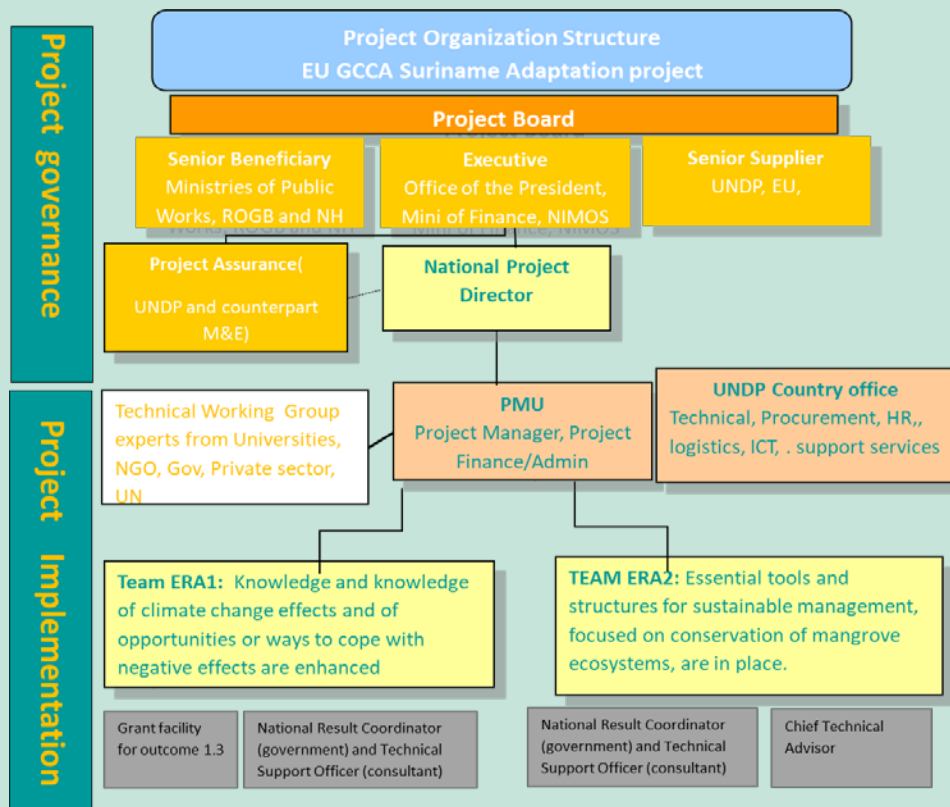 Project governance
Project Organization Structure
EU GCCA Suriname Adaptation project
Project Board
Senior Beneficiary
Ministries of Public
Works, ROGB and NH
Executive
Office of the President,
Mini of Finance, NIMOS
Senior Supplier
UNDP, EU,
Project Assurance(
UNDP and counterpart
M&E)
National Project
Director
Project Implementation
Technical Working Group
experts from Universities,
NGO, Gov, Private sector,
UN
PMU
Project Manager, Project
Finance/Admin
UNDP Country office
Technical, Procurement, HR,,
logistics, ICT, . support services
Team ERA1: Knowledge and knowledge
of climate change effects and of
opportunities or ways to cope with
negative effects are enhanced
TEAM ERA2: Essential tools and
structures for sustainable management,
focused on conservation of mangrove
ecosystems, are in place.
Grant facility
for outcome 1.3
National Result Coordinator
(government) and Technical
Support Officer (consultant)
National Result Coordinator
(government) and Technical
Support Officer (consultant)
Chief Technical
Advisor